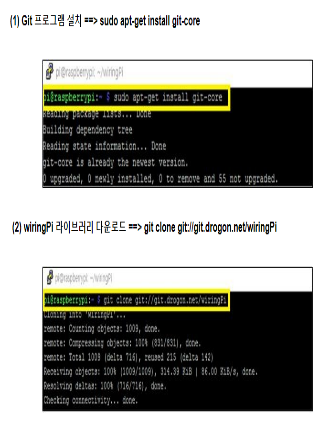 (1) Git 프로그램 설치 ==> sudo apt-get install git-core
pi@raspberrypi: ~/wiringPi
pi@raspberrypi:~ $ sudo apt-get install git-core
Reading package lists... Done
Building dependency tree
Reading state information... Done
git-core is already the newest version.
0 upgraded, 0 newly installed, 0 to remove and 55 not upgraded.
(2) wiringPi 라이브러리 다운로드 ==> git clone git://git.drogon.net/wiringPi
pi@raspberrypi: ~/wiringPi
pi@raspberrypi:~ $ git clone git://git.drogon.net/wiringPi
Cloning into 'wiringPi'...
remote: Counting objects: 1009, done.
remote: Compressing objects: 100% (831/831), done.
remote: Total 1009 (delta 716), reused 215 (delta 142)
Receiving objects: 100% (1009/1009), 314.39 KiB | 86.00 KiB/s, done.
Resolving deltas: 100% (716/716), done.
Checking connectivity... done.